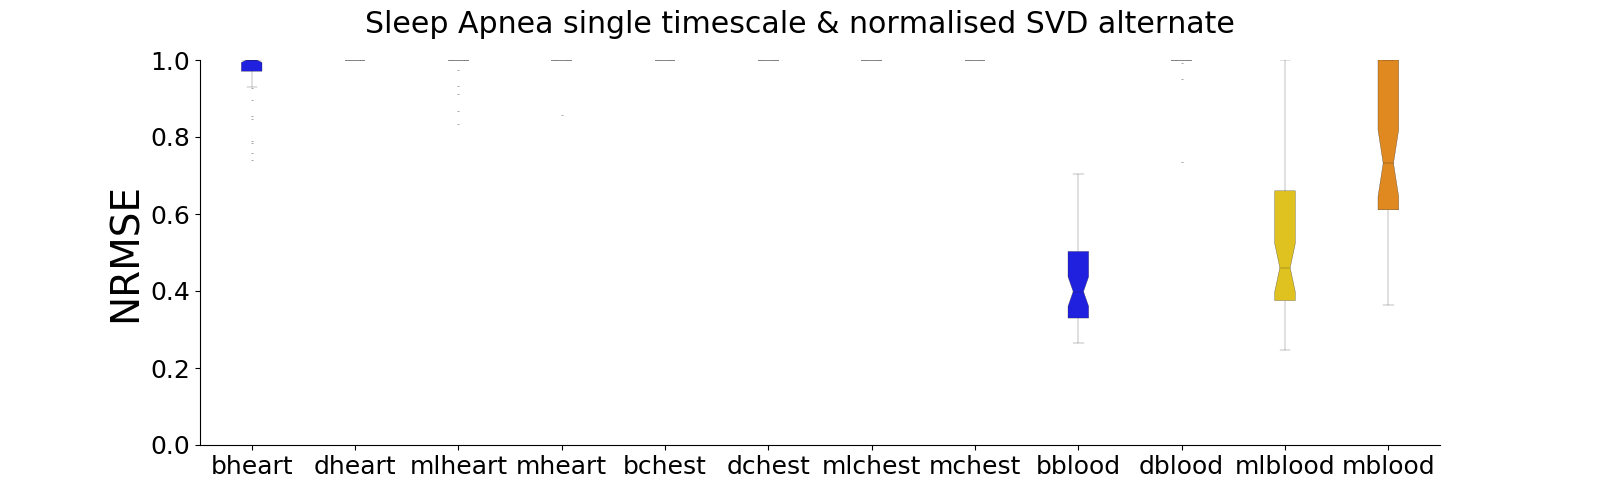 Sleep Apnea single timescale & normalised SVD alternate
NRMSE
1.0
0.8
0.6
0.4
0.2
0.0
bheart dheart mlheart mheart bchest dchest mlchest mchest bblood dblood mlblood mblood